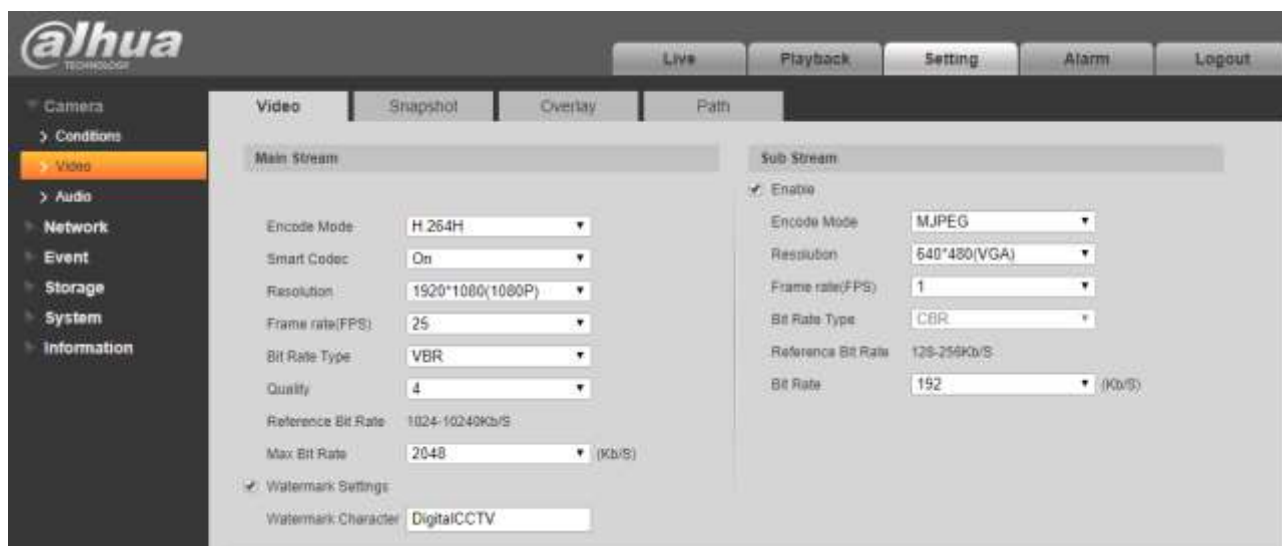 alhua
TECHNOLOGY
Live
Playback
Setting
Alarm
Logout
Camera
Conditions
Video
Audio
Network
Event
Storage
System
Information
Video
Snapshot
Overlay
Path
Main Stream
Encode Mode H.264H
Smart Codec On
Resolution 1920*1080(1080P)
Frame rate(FPS) 25
Bit Rate Type VBR
Quality 4
Reference Bit Rate 1024-10240Kb/S
Max Bit Rate 2048 (Kb/S)
Watermark Settings
Watermark Character DigitalCCTV
Sub Stream
Enable
Encode Mode MJPEG
Resolution 640*480(VGA)
Frame rate(FPS) 1
Bit Rate Type CBR
Reference Bit Rate 128-256Kb/S
Bit Rate 192 (Kb/S)